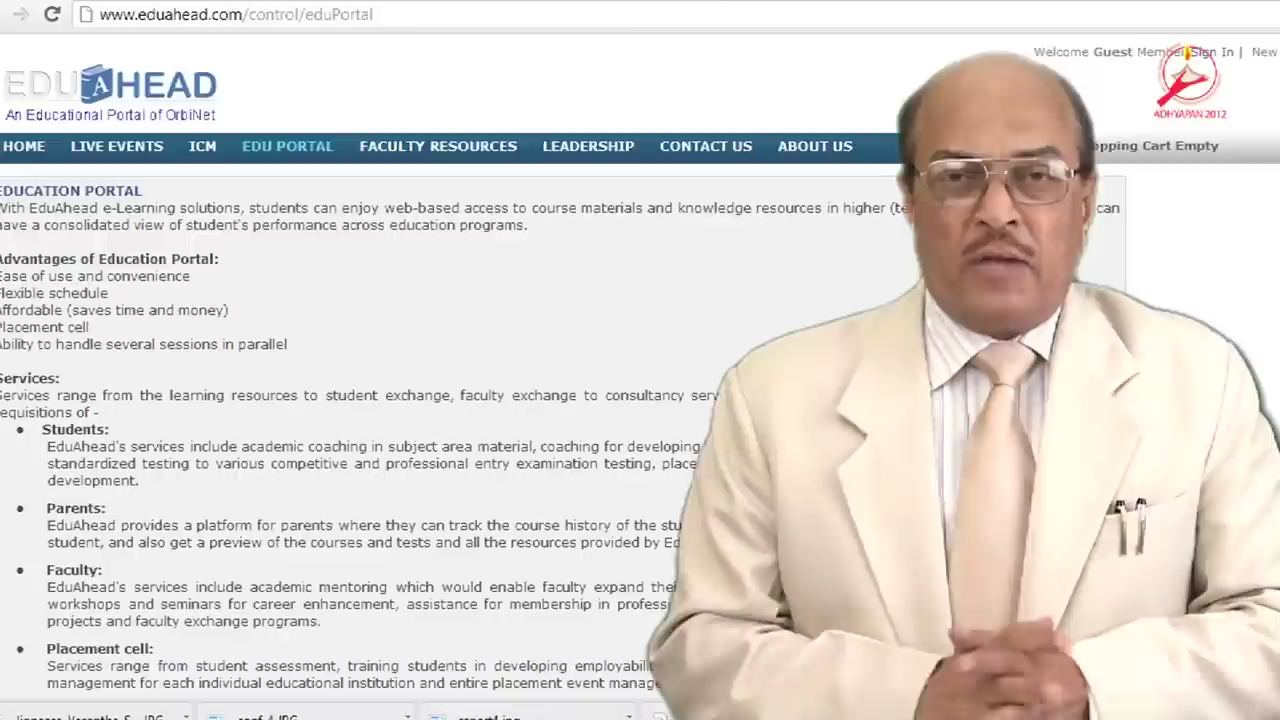 www.eduahead.com/control/eduPortal
Welcome Guest Member Sign In | New
EDUAHEAD
An Educational Portal of OrbiNet
ADHYAPAN 2012
HOME LIVE EVENTS ICM EDU PORTAL FACULTY RESOURCES LEADERSHIP CONTACT US ABOUT US opping Cart Empty
EDUCATION PORTAL
With EduAhead e-Learning solutions, students can enjoy web-based access to course materials and knowledge resources in higher (te can
have a consolidated view of student's performance across education programs.
Advantages of Education Portal:
Ease of use and convenience
Flexible schedule
Affordable (saves time and money)
Placement cell
Ability to handle several sessions in parallel
Services:
Services range from the learning resources to student exchange, faculty exchange to consultancy serv
equisitions of -
• Students:
EduAhead's services include academic coaching in subject area material, coaching for developing
standardized testing to various competitive and professional entry examination testing, place
development.
• Parents:
EduAhead provides a platform for parents where they can track the course history of the stu
student, and also get a preview of the courses and tests and all the resources provided by Ed
• Faculty:
EduAhead's services include academic mentoring which would enable faculty expand thei
workshops and seminars for career enhancement, assistance for membership in profess
projects and faculty exchange programs.
• Placement cell:
Services range from student assessment, training students in developing employabili
management for each individual educational institution and entire placement event manage